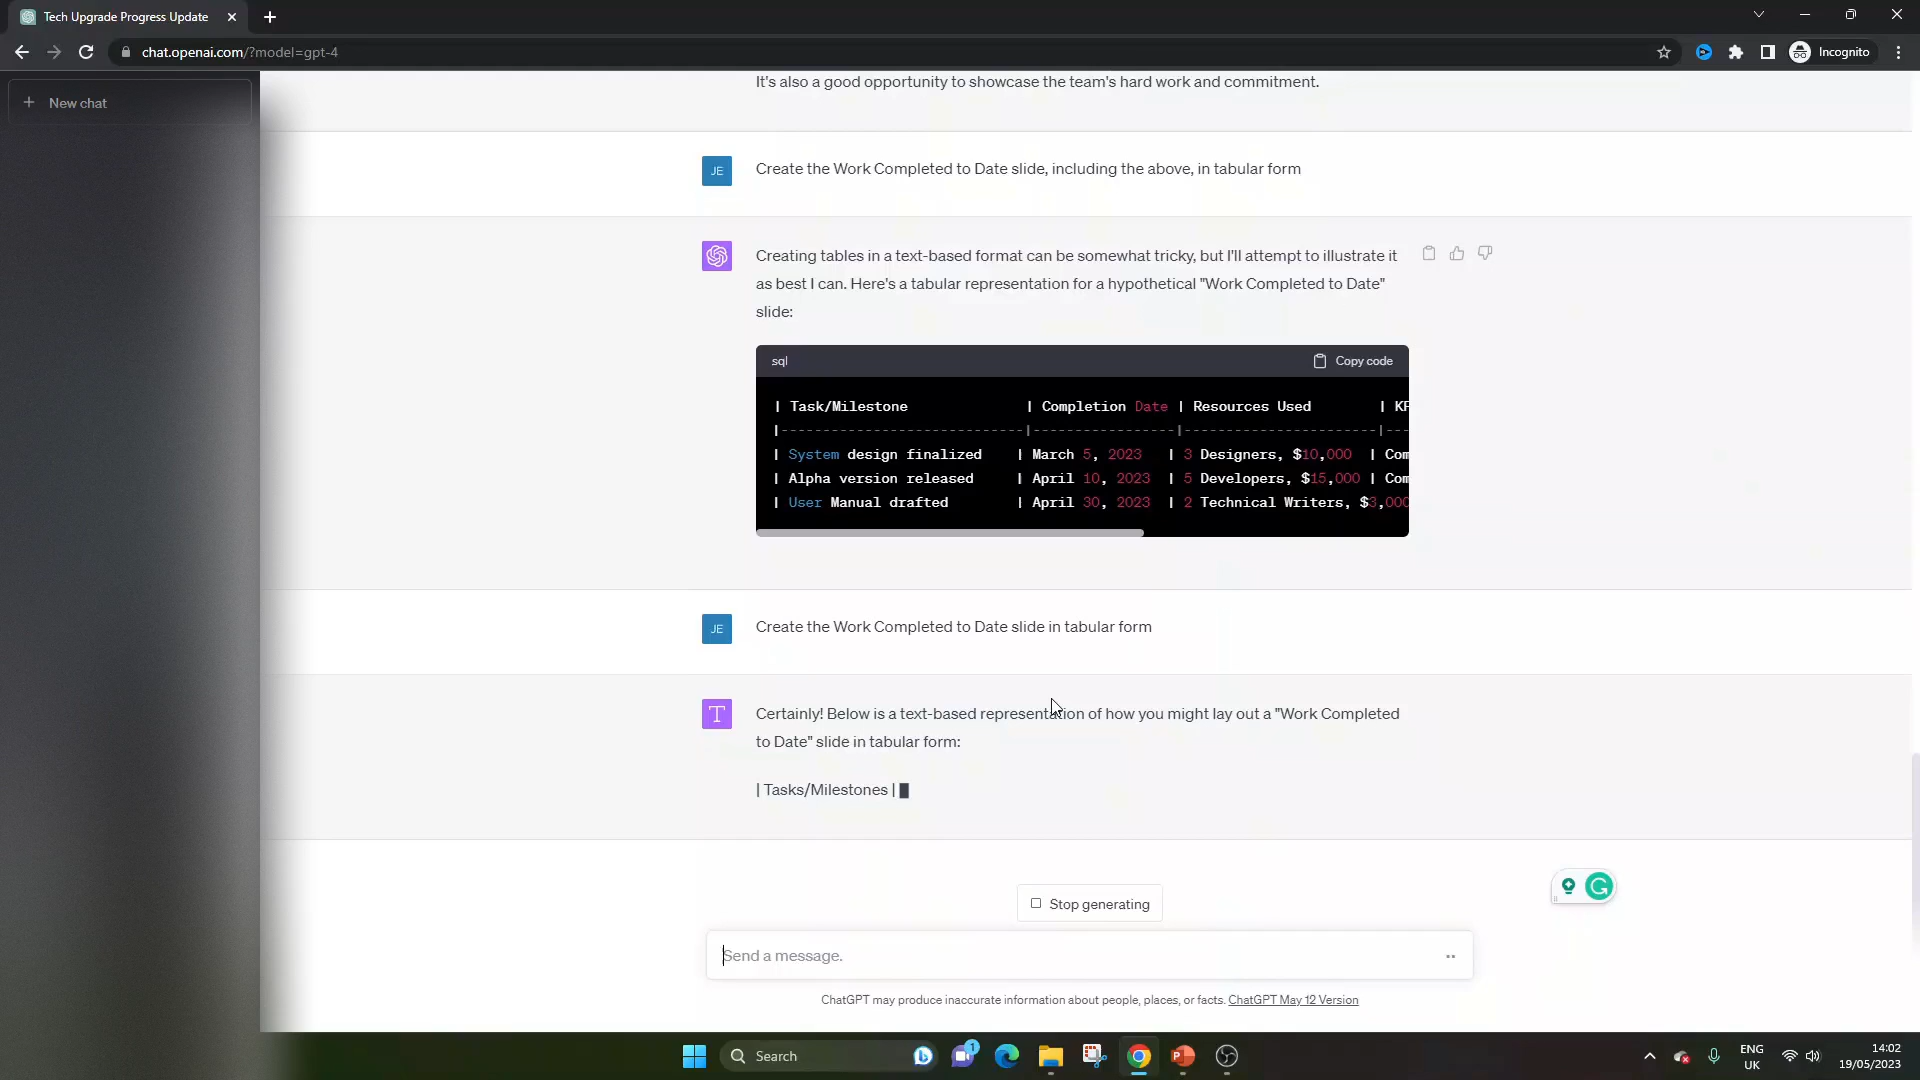 Tech Upgrade Progress Update
chat.openai.com/?model=gpt-4
Incognito
New chat
It's also a good opportunity to showcase the team's hard work and commitment.
JE
Create the Work Completed to Date slide, including the above, in tabular form
Creating tables in a text-based format can be somewhat tricky, but I'll attempt to illustrate it
as best I can. Here's a tabular representation for a hypothetical "Work Completed to Date"
slide:
sql
Copy code
| Task/Milestone | Completion Date | Resources Used | KP
|----------------------------|-----------------|-----------------------|---
| System design finalized | March 5, 2023 | 3 Designers, $10,000 | Com
| Alpha version released | April 10, 2023 | 5 Developers, $15,000 | Com
| User Manual drafted | April 30, 2023 | 2 Technical Writers, $3,000
JE
Create the Work Completed to Date slide in tabular form
T
Certainly! Below is a text-based representation of how you might lay out a "Work Completed
to Date" slide in tabular form:
| Tasks/Milestones |
Stop generating
Send a message.
ChatGPT may produce inaccurate information about people, places, or facts. ChatGPT May 12 Version
Search
1
ENG
UK
14:02
19/05/2023